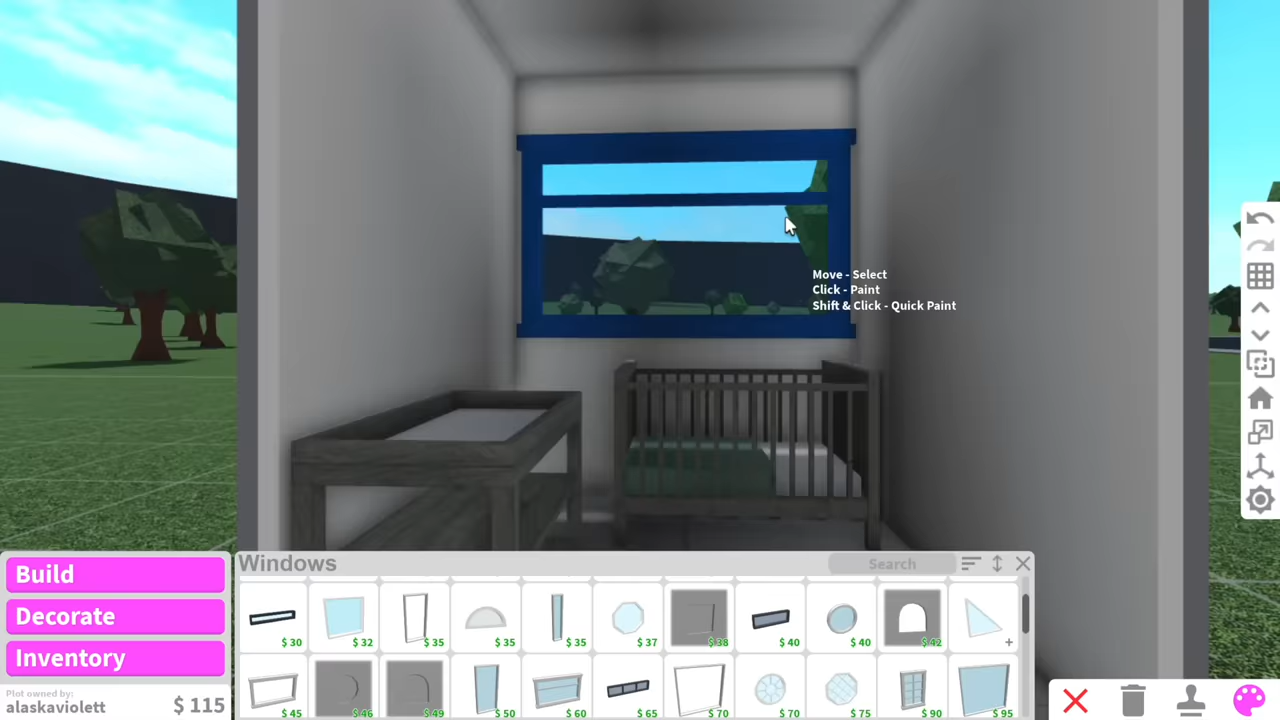 Move - Select
Click - Paint
Shift & Click - Quick Paint
Windows
Search
Build
Decorate
Inventory
Plot owned by:
alaskaviolett
$ 115
$ 30
$ 32
$ 35
$ 35
$ 35
$ 37
$ 38
$ 40
$ 40
$ 42
+
$ 45
$ 46
$ 49
$ 50
$ 60
$ 65
$ 70
$ 70
$ 75
$ 90
$ 95